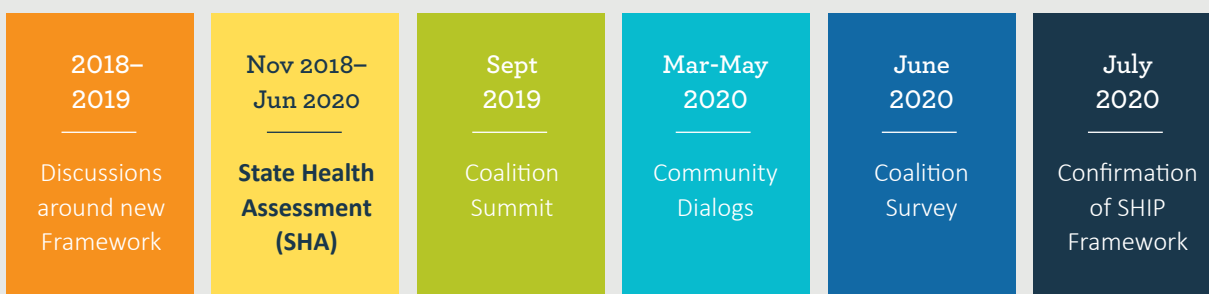 2018–
2019
Discussions
around new
Framework
Nov 2018–
Jun 2020
State Health
Assessment
(SHA)
Sept
2019
Coalition
Summit
Mar-May
2020
Community
Dialogs
June
2020
Coalition
Survey
July
2020
Confirmation
of SHIP
Framework